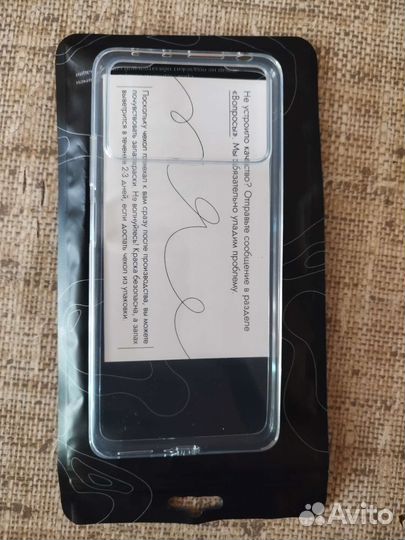 Не устроило качество? Отправьте сообщение в разделе
«Вопросы». Мы обязательно уладим проблему.
Поскольку чехол приехал к вам сразу после производства, вы можете
почувствовать запах краски. Не волнуйтесь! Краска безопасна, а запах
выветрится в течении 2-3 дней, если достать чехол из упаковки.
Avito